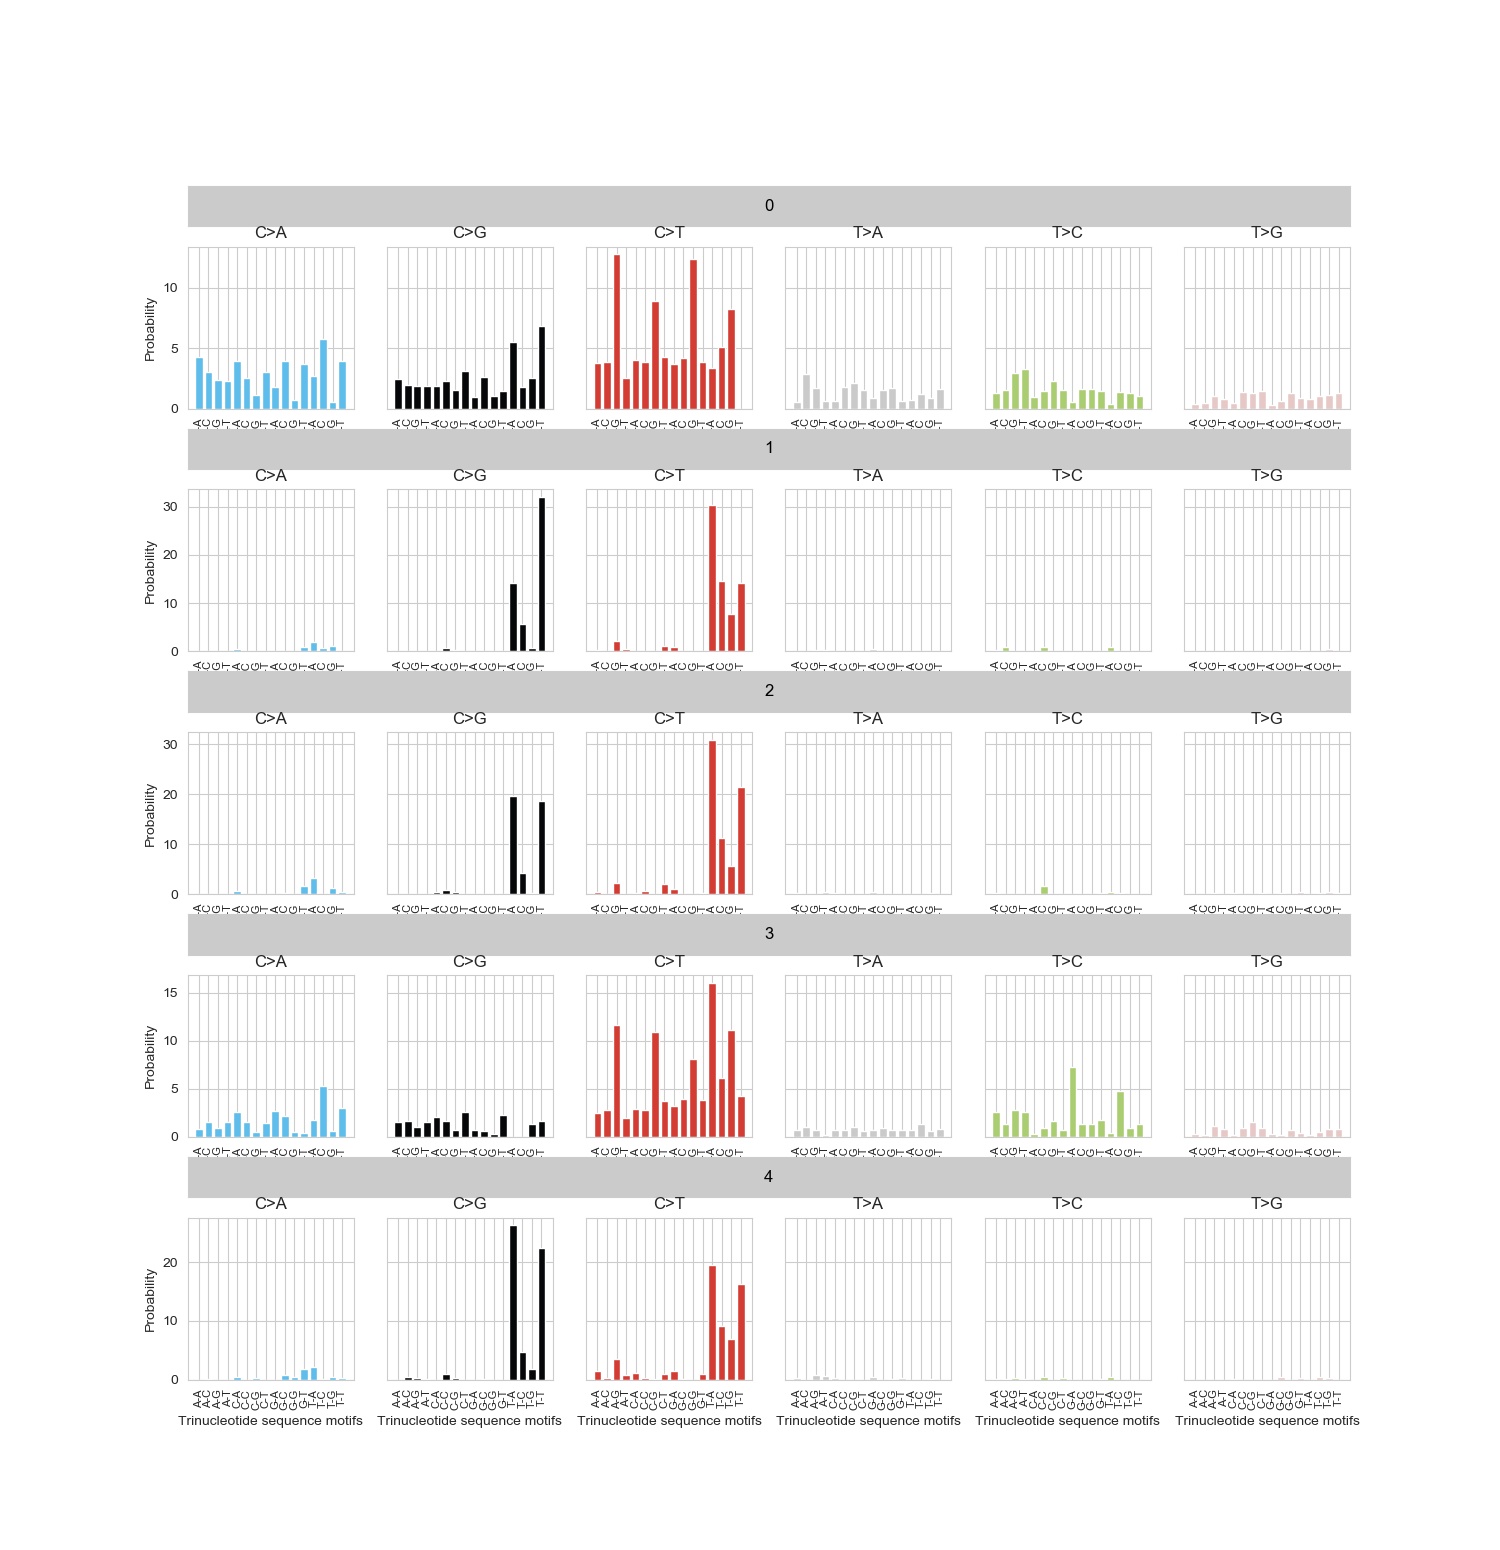 0
C>A C>G C>T T>A T>C T>G
Probability
10
5
0
1
C>A C>G C>T T>A T>C T>G
Probability
30
20
10
0
2
C>A C>G C>T T>A T>C T>G
Probability
30
20
10
0
3
C>A C>G C>T T>A T>C T>G
Probability
15
10
5
0
4
C>A C>G C>T T>A T>C T>G
Probability
20
10
0
A-A A-C A-G A-T C-A C-C C-G C-T G-A G-C G-G G-T T-A T-C T-G T-T
A-A A-C A-G A-T C-A C-C C-G C-T G-A G-C G-G G-T T-A T-C T-G T-T
A-A A-C A-G A-T C-A C-C C-G C-T G-A G-C G-G G-T T-A T-C T-G T-T
A-A A-C A-G A-T C-A C-C C-G C-T G-A G-C G-G G-T T-A T-C T-G T-T
A-A A-C A-G A-T C-A C-C C-G C-T G-A G-C G-G G-T T-A T-C T-G T-T
A-A A-C A-G A-T C-A C-C C-G C-T G-A G-C G-G G-T T-A T-C T-G T-T
Trinucleotide sequence motifs Trinucleotide sequence motifs Trinucleotide sequence motifs Trinucleotide sequence motifs Trinucleotide sequence motifs Trinucleotide sequence motifs